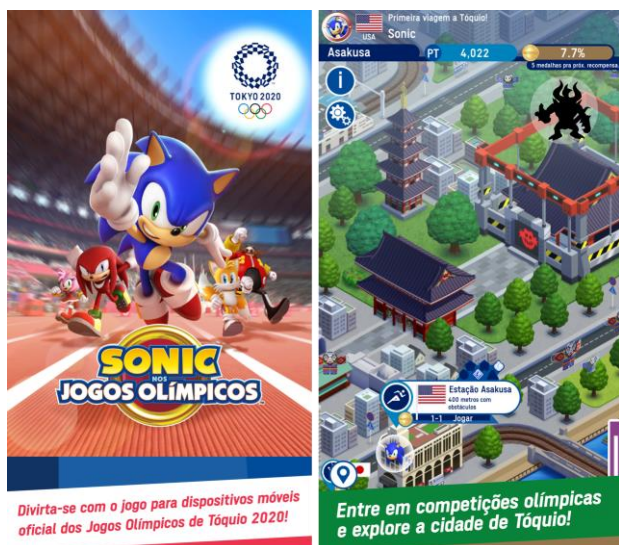 TOKYO 2020
SONIC
NOS
JOGOS OLÍMPICOS
Divirta-se com o jogo para dispositivos móveis
oficial dos Jogos Olímpicos de Tóquio 2020!
Primeira viagem a Tóquio!
USA
Sonic
Asakusa
PT 4,022
7.7%
5 medalhas pra próx. recompensa.
i
Estação Asakusa
400 metros com
obstáculos
1-1 Jogar
Entre em competições olímpicas
e explore a cidade de Tóquio!